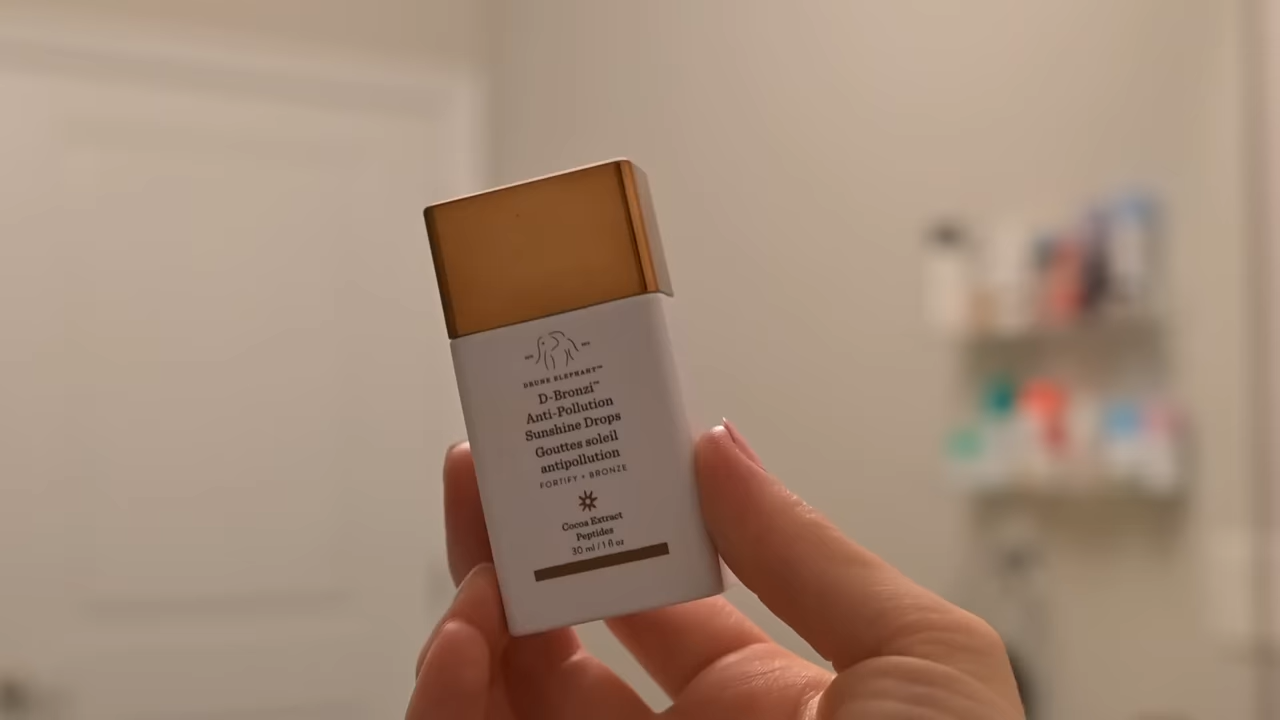 DRUNK ELEPHANT™
D-Bronzi™
Anti-Pollution
Sunshine Drops
Gouttes soleil
antipollution
FORTIFY + BRONZE
Cocoa Extract
Peptides
30 ml / 1 fl oz